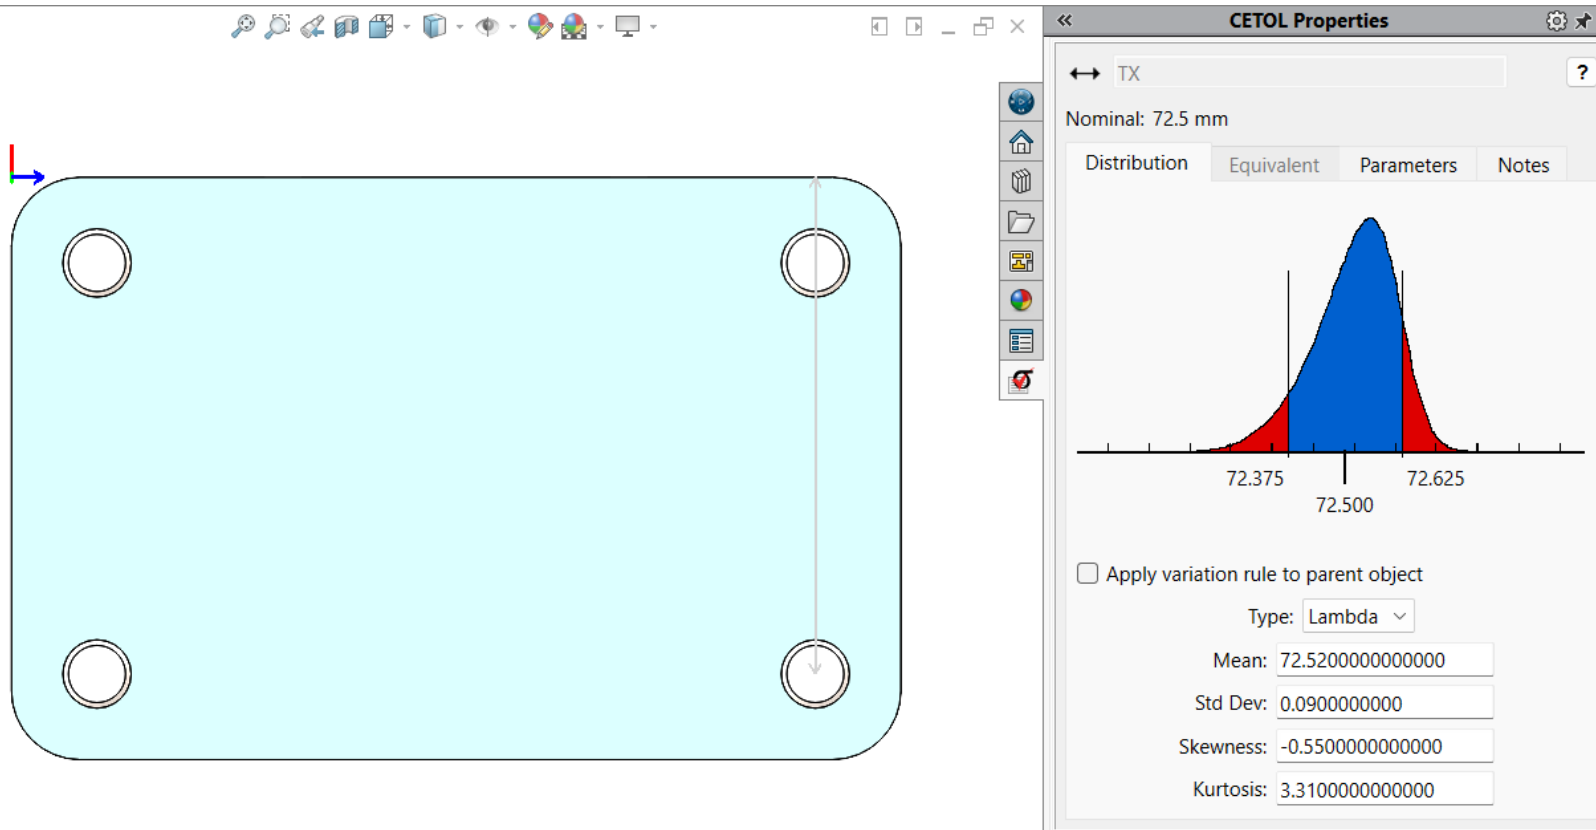 CETOL Properties
TX
?
Nominal: 72.5 mm
Distribution Equivalent Parameters Notes
72.375 72.625
72.500
Apply variation rule to parent object
Type: Lambda
Mean: 72.5200000000000
Std Dev: 0.0900000000
Skewness: -0.5500000000000
Kurtosis: 3.3100000000000